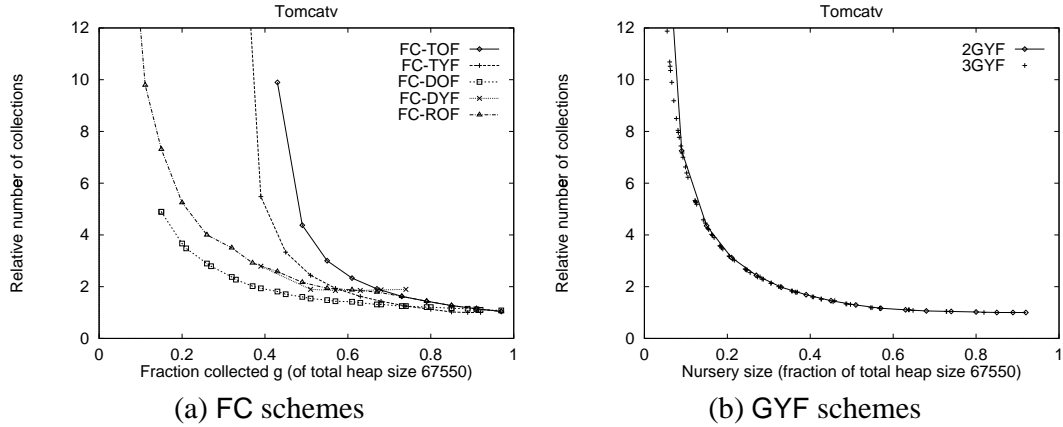 Tomcatv
12
10
8
6
4
2
0
Relative number of collections
FC-TOF
FC-TYF
FC-DOF
FC-DYF
FC-ROF
0 0.2 0.4 0.6 0.8 1
Fraction collected g (of total heap size 67550)
(a) FC schemes
Tomcatv
12
10
8
6
4
2
0
Relative number of collections
2GYF
3GYF
0 0.2 0.4 0.6 0.8 1
Nursery size (fraction of total heap size 67550)
(b) GYF schemes